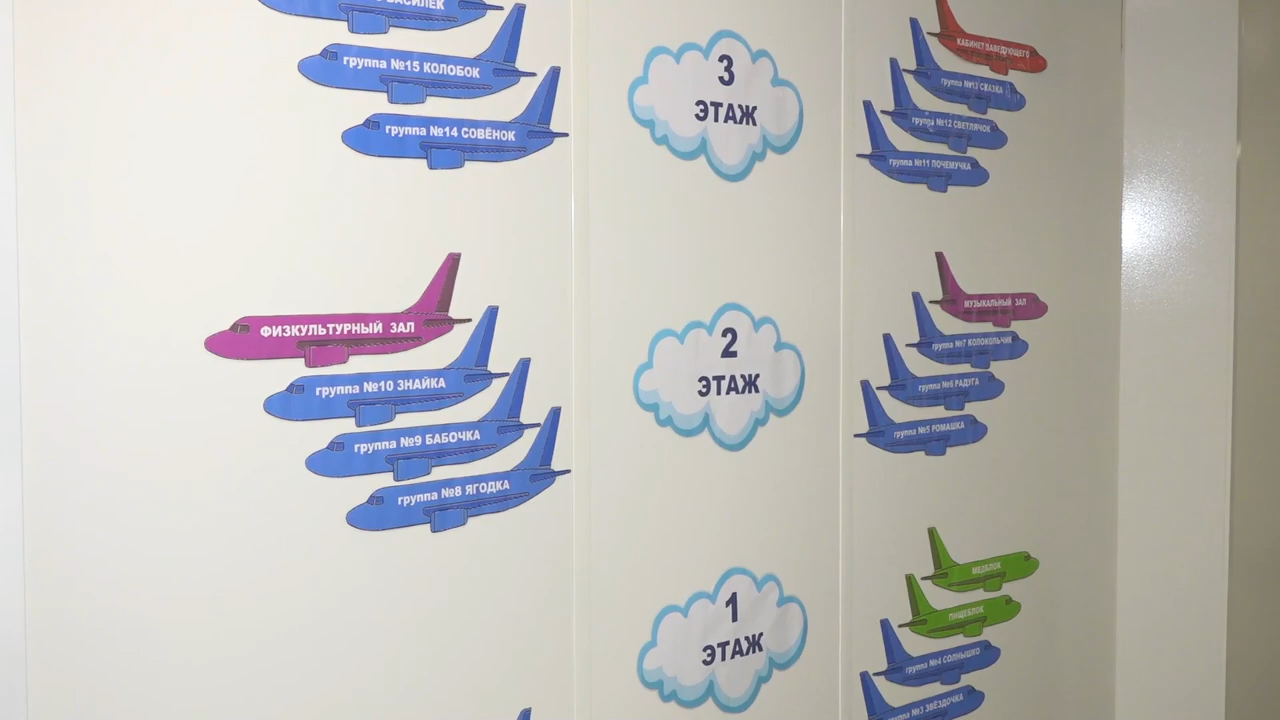 ВАСИЛЕК
группа №15 КОЛОБОК
группа №14 СОВЁНОК
3
ЭТАЖ
КАБИНЕТ ЗАВЕДУЮЩЕГО
группа №13 СКАЗКА
группа №12 СВЕТЛЯЧОК
группа №11 ПОЧЕМУЧКА
ФИЗКУЛЬТУРНЫЙ ЗАЛ
группа №10 ЗНАЙКА
группа №9 БАБОЧКА
группа №8 ЯГОДКА
2
ЭТАЖ
МУЗЫКАЛЬНЫЙ ЗАЛ
группа №7 КОЛОКОЛЬЧИК
группа №6 РАДУГА
группа №5 РОМАШКА
1
ЭТАЖ
МЕДБЛОК
ПИЩЕБЛОК
группа №4 СОЛНЫШКО
группа №3 ЗВЁЗДОЧКА